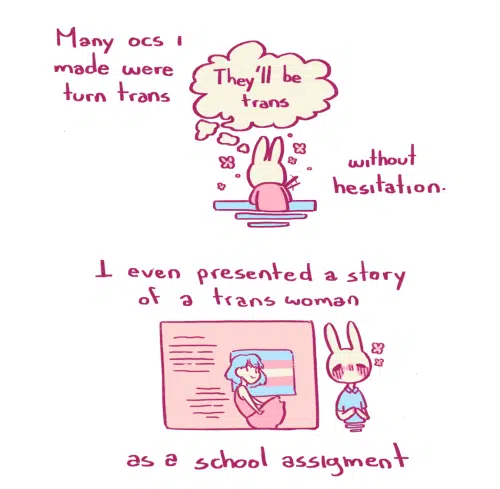 Many ocs I
made were
turn trans
They'll be
trans
without
hesitation.
I even presented a story
of a trans woman
as a school assigment